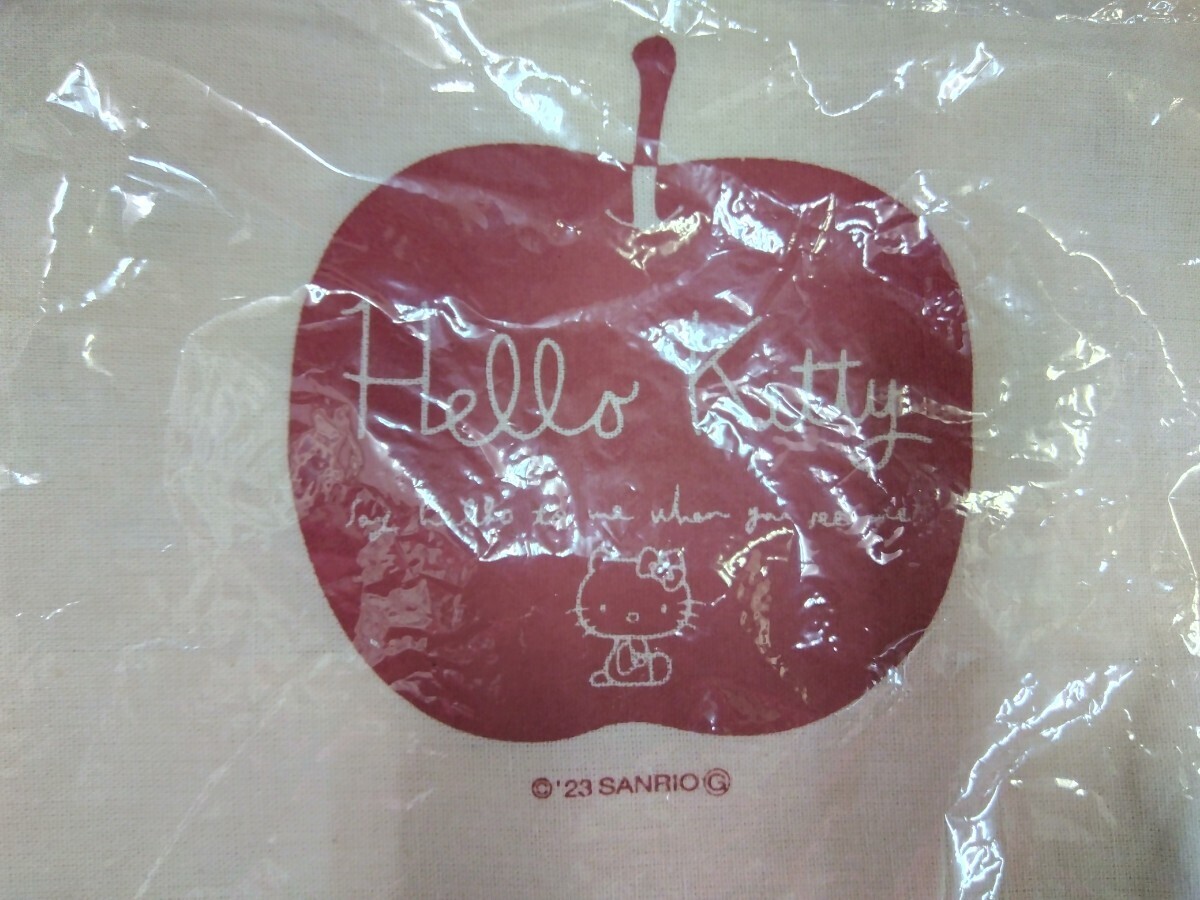 Hello Kitty
Say hello to me when you see me
©'23 SANRIO Ⓖ